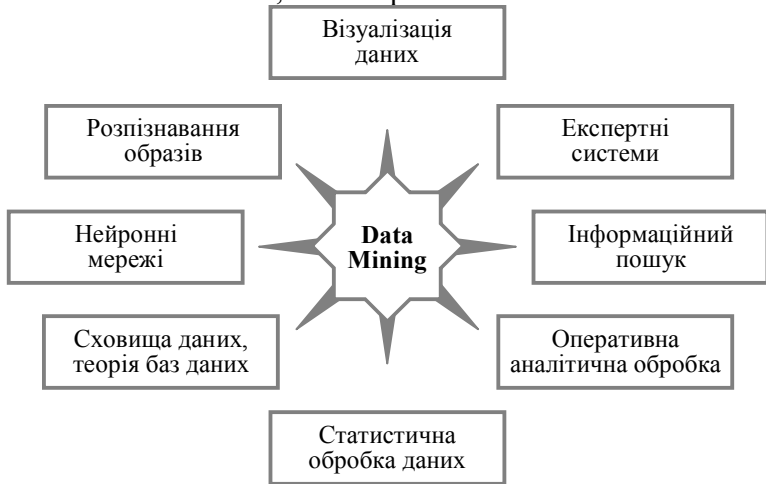 Візуалізація
даних
Розпізнавання
образів
Експертні
системи
Нейронні
мережі
Data
Mining
Інформаційний
пошук
Сховища даних,
теорія баз даних
Оперативна
аналітична обробка
Статистична
обробка даних